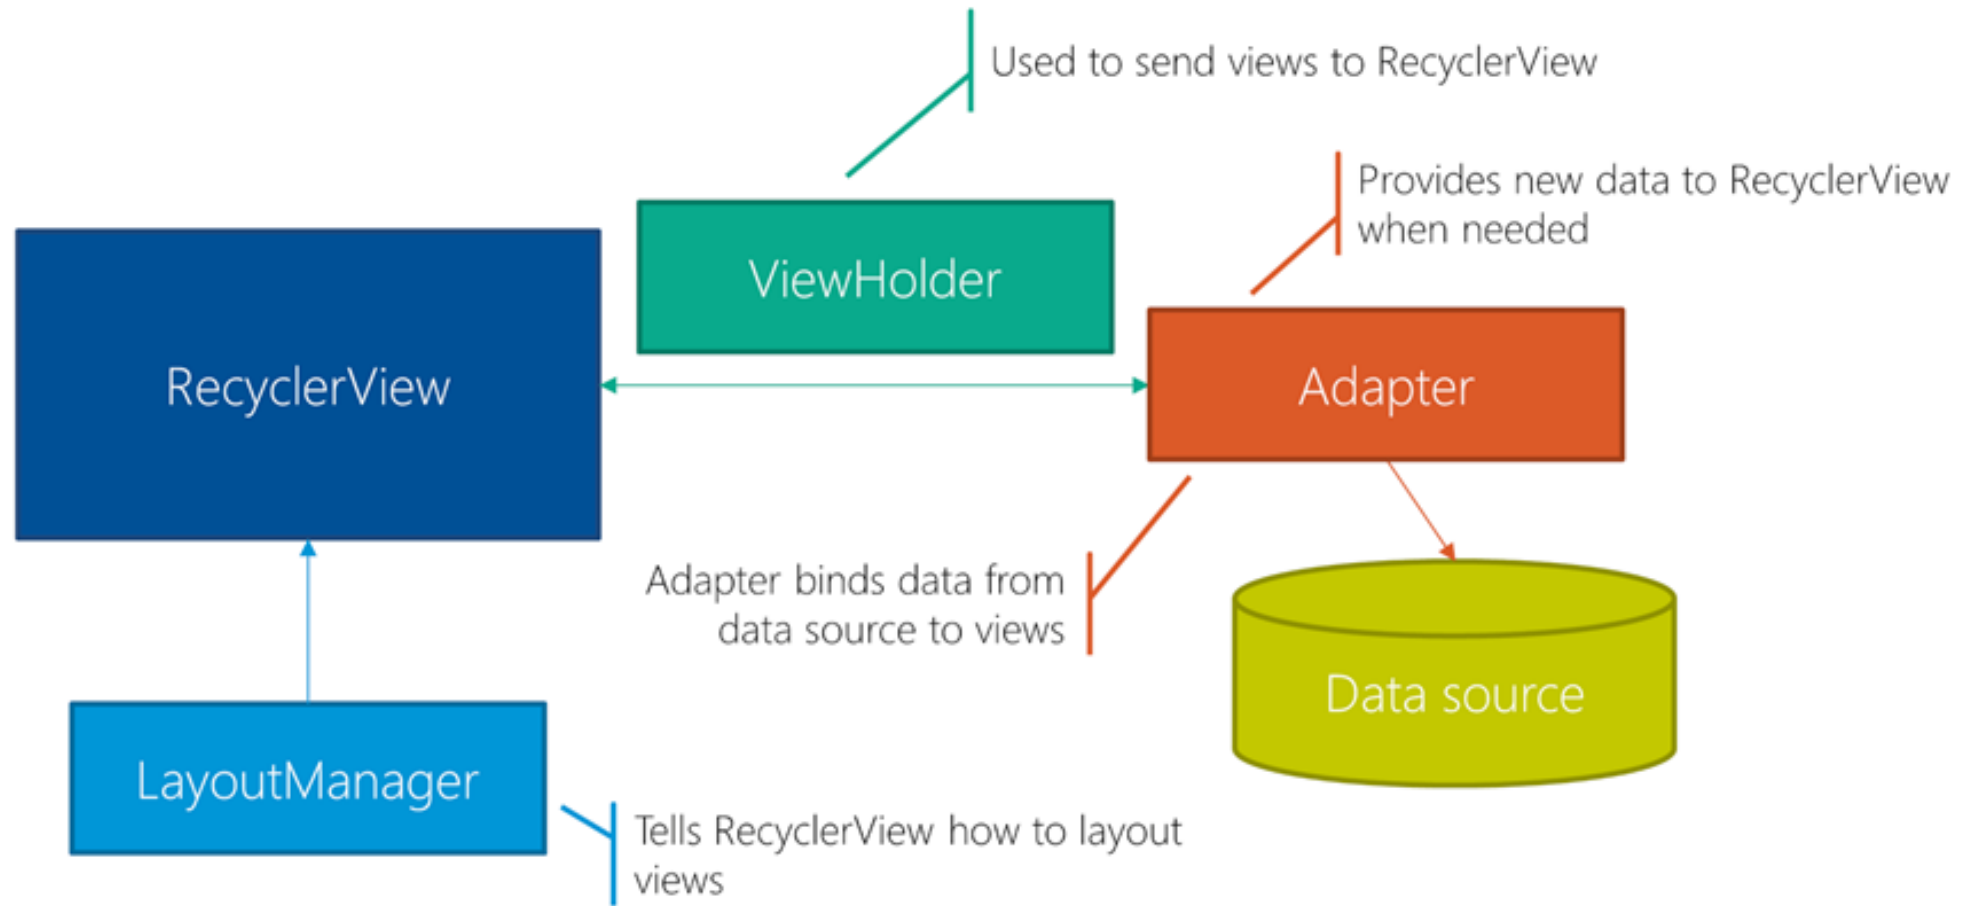 Used to send views to RecyclerView
Provides new data to RecyclerView
when needed
ViewHolder
RecyclerView
Adapter
Adapter binds data from
data source to views
Data source
LayoutManager
Tells RecyclerView how to layout
views